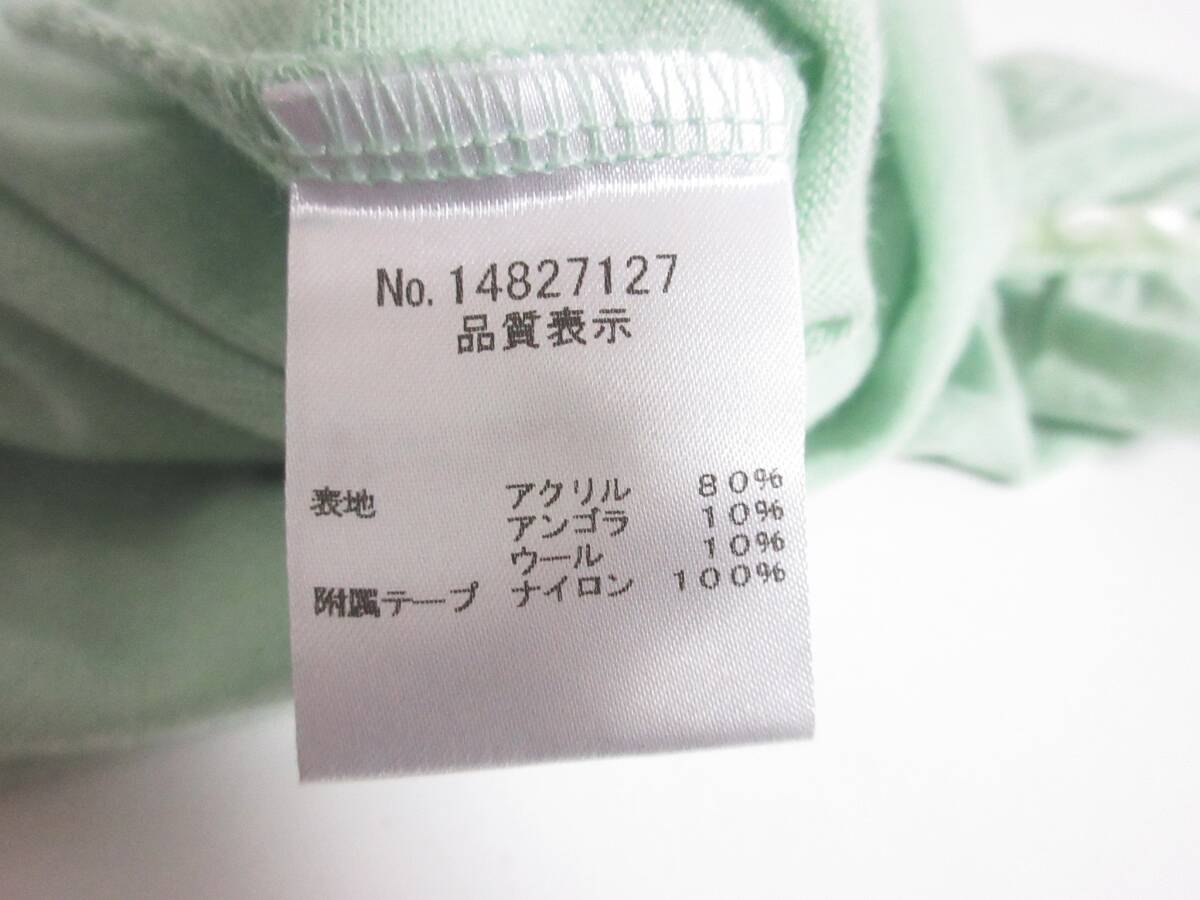 No.14827127
品質表示
表地 アクリル 80%
アンゴラ 10%
ウール 10%
附属テープ ナイロン 100%